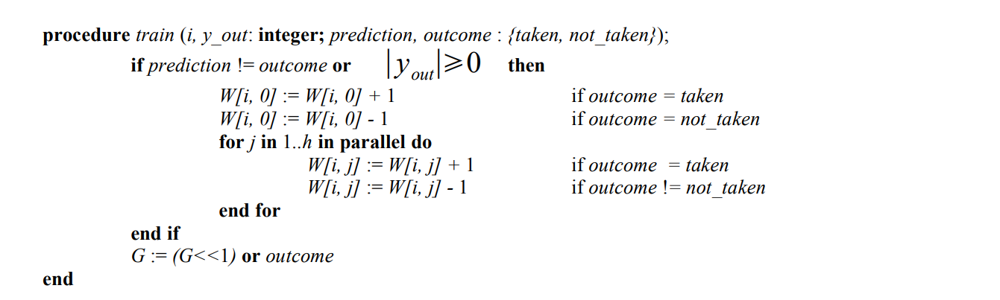 procedure train (i, y_out: integer; prediction, outcome : {taken, not_taken});
if prediction != outcome or |y_out|⩾0 then
W[i, 0] := W[i, 0] + 1 if outcome = taken
W[i, 0] := W[i, 0] - 1 if outcome = not_taken
for j in 1..h in parallel do
W[i, j] := W[i, j] + 1 if outcome = taken
W[i, j] := W[i, j] - 1 if outcome != not_taken
end for
end if
G := (G<<1) or outcome
end